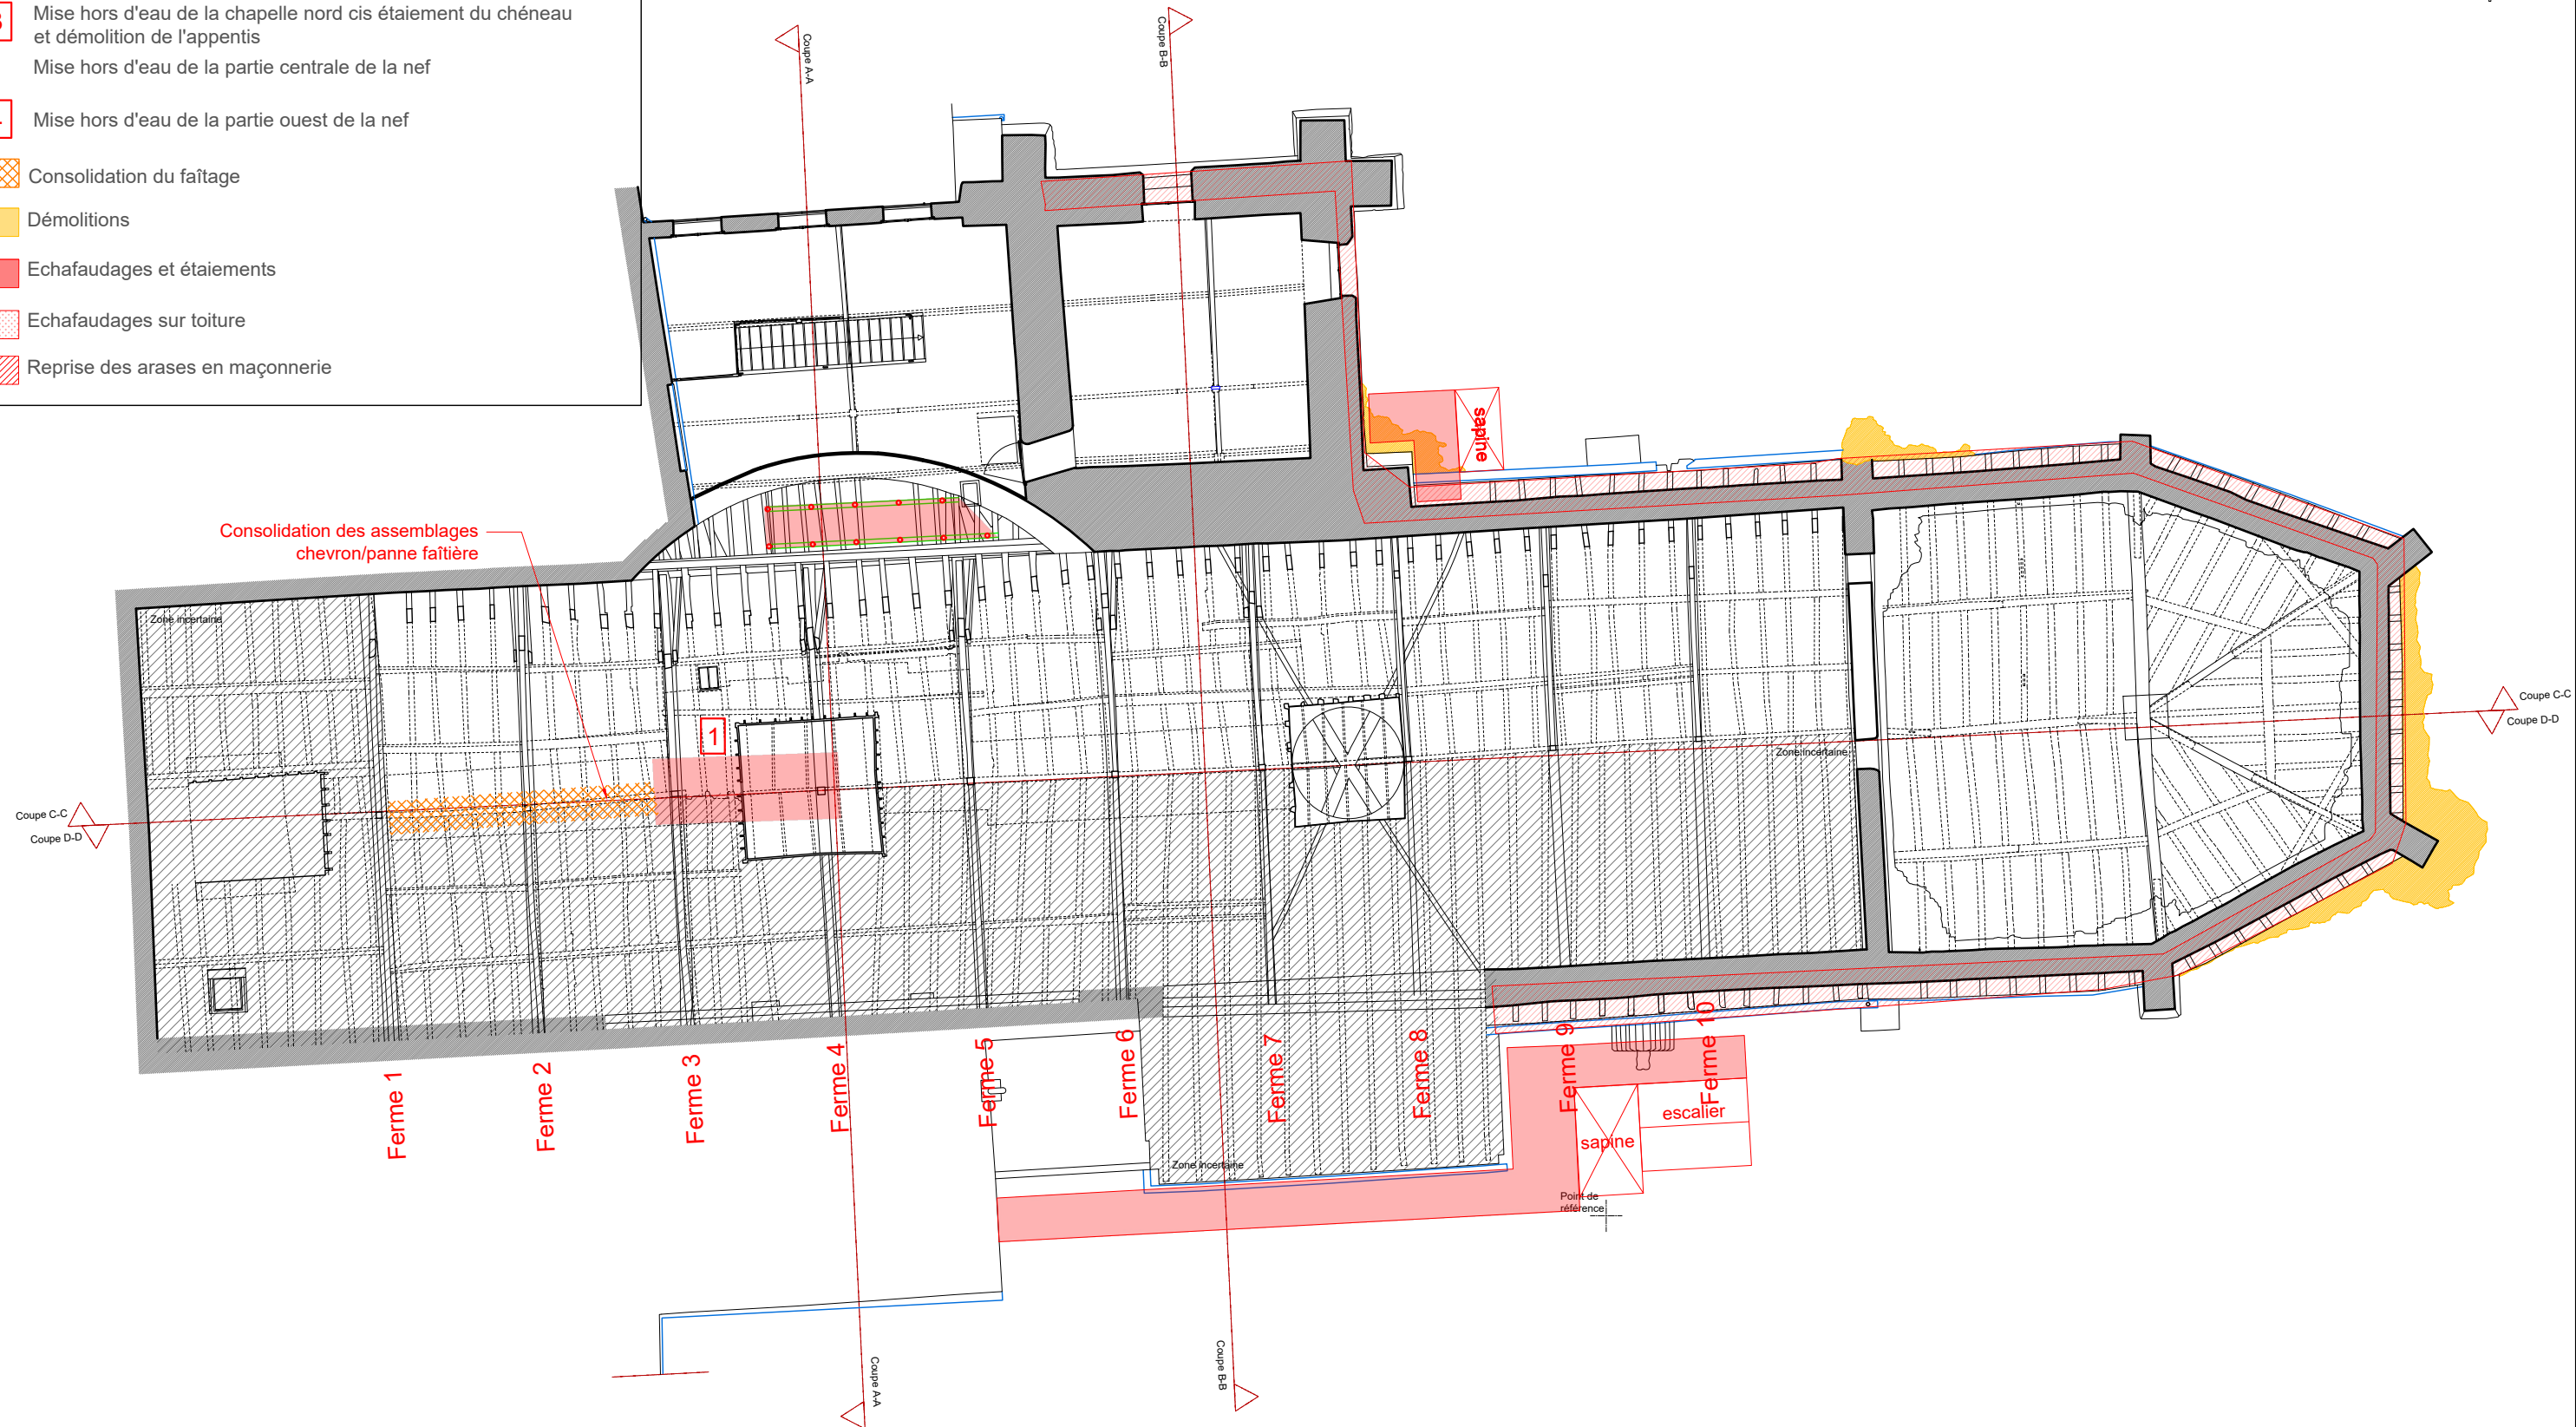 Mise hors d'eau de la chapelle nord cis étaiement du chéneau
et démolition de l'appentis
Mise hors d'eau de la partie centrale de la nef
Mise hors d'eau de la partie ouest de la nef
Consolidation du faîtage
Démolitions
Echafaudages et étaiements
Echafaudages sur toiture
Reprise des arases en maçonnerie
Coupe A-A
Coupe B-B
sapine
Consolidation des assemblages
chevron/panne faîtière
Zone incertaine
1
Zone incertaine
Coupe C-C
Coupe D-D
Coupe C-C
Coupe D-D
Ferme 1
Ferme 2
Ferme 3
Ferme 4
Ferme 5
Ferme 6
Ferme 7
Ferme 8
Ferme 9
Ferme 10
escalier
sapine
Zone incertaine
Point de
référence
Coupe A-A
Coupe B-B